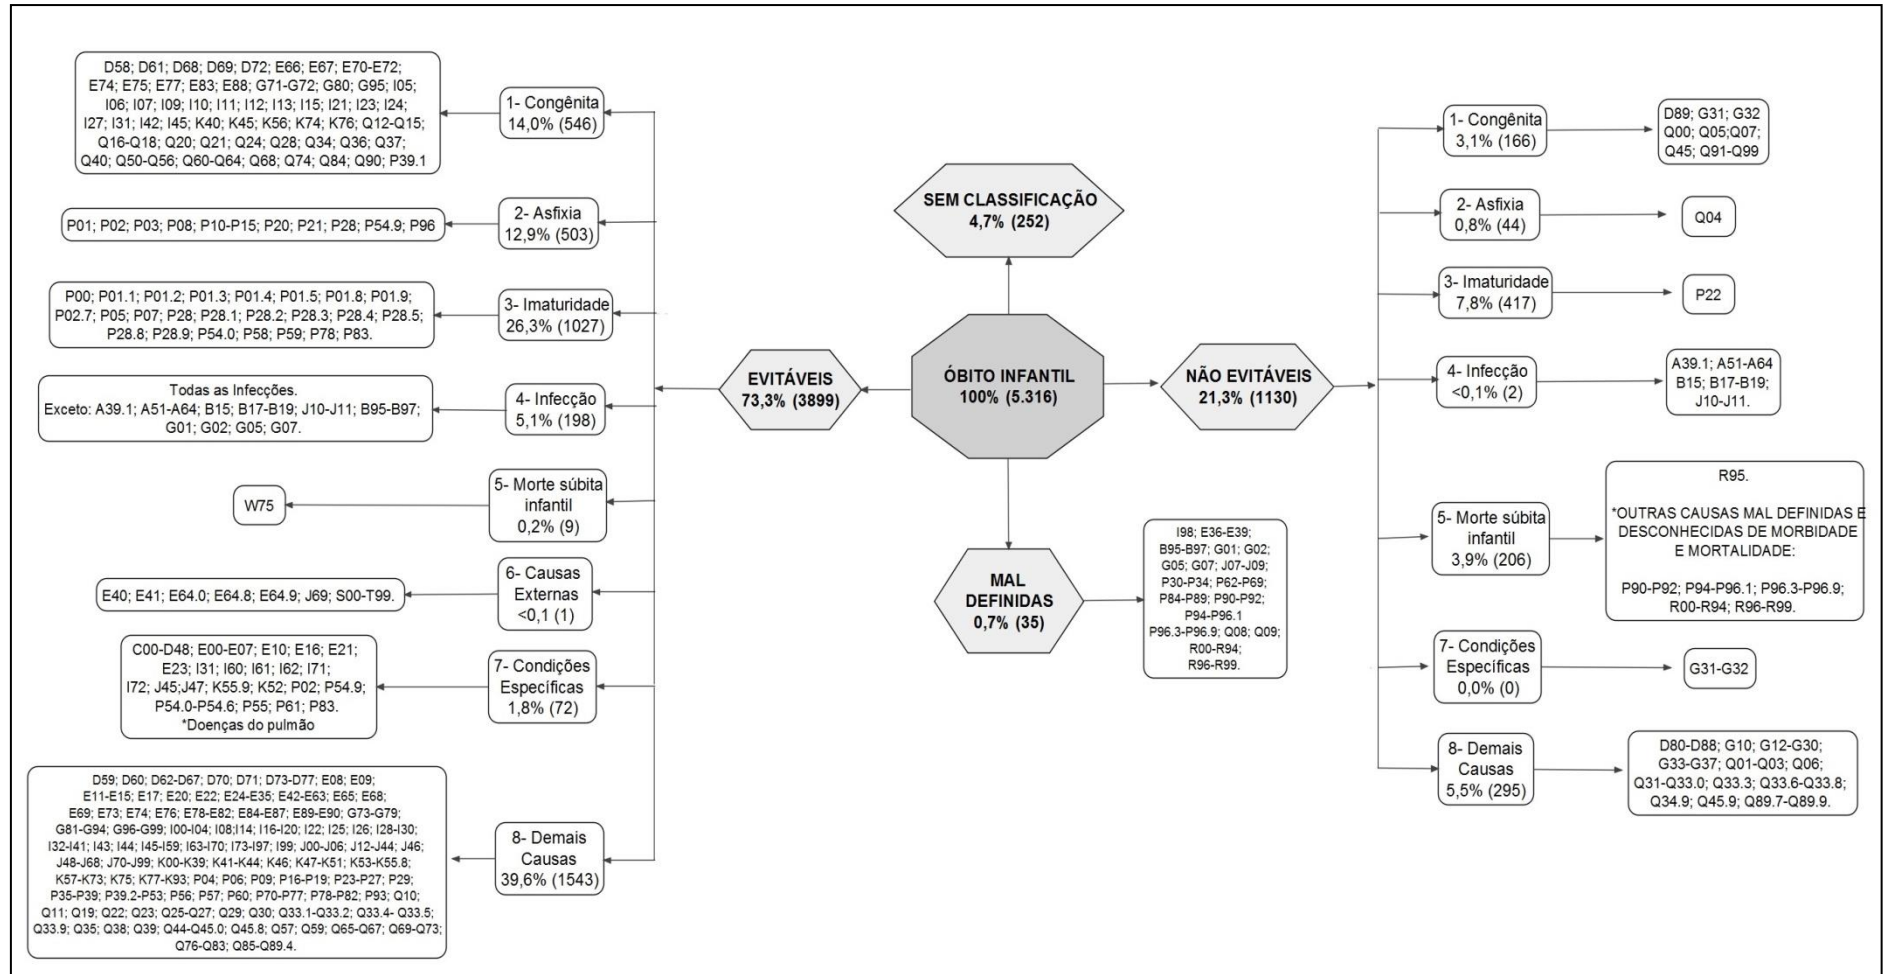 D58; D61; D68; D69; D72; E66; E67; E70-E72;
E74; E75; E77; E83; E88; G71-G72; G80; G95; I05;
I06; I07; I09; I10; I11; I12; I13; I15; I21; I23; I24;
I27; I31; I42; I45; K40; K45; K56; K74; K76; Q12-Q15;
Q16-Q18; Q20; Q21; Q24; Q28; Q34; Q36; Q37;
Q40; Q50-Q56; Q60-Q64; Q68; Q74; Q84; Q90; P39.1
1- Congênita
14,0% (546)
P01; P02; P03; P08; P10-P15; P20; P21; P28; P54.9; P96
2- Asfixia
12,9% (503)
P00; P01.1; P01.2; P01.3; P01.4; P01.5; P01.8; P01.9;
P02.7; P05; P07; P28; P28.1; P28.2; P28.3; P28.4; P28.5;
P28.8; P28.9; P54.0; P58; P59; P78; P83.
3- Imaturidade
26,3% (1027)
Todas as Infecções.
Exceto: A39.1; A51-A64; B15; B17-B19; J10-J11; B95-B97;
G01; G02; G05; G07.
4- Infecção
5,1% (198)
W75
5- Morte súbita
infantil
0,2% (9)
E40; E41; E64.0; E64.8; E64.9; J69; S00-T99.
6- Causas
Externas
<0,1 (1)
C00-D48; E00-E07; E10; E16; E21;
E23; I31; I60; I61; I62; I71;
I72; J45;J47; K55.9; K52; P02; P54.9;
P54.0-P54.6; P55; P61; P83.
*Doenças do pulmão
7- Condições
Específicas
1,8% (72)
D59; D60; D62-D67; D70; D71; D73-D77; E08; E09;
E11-E15; E17; E20; E22; E24-E35; E42-E63; E65; E68;
E69; E73; E74; E76; E78-E82; E84-E87; E89-E90; G73-G79;
G81-G94; G96-G99; I00-I04; I08;I14; I16-I20; I22; I25; I26; I28-I30;
I32-I41; I43; I44; I45-I59; I63-I70; I73-I97; I99; J00-J06; J12-J44; J46;
J48-J68; J70-J99; K00-K39; K41-K44; K46; K47-K51; K53-K55.8;
K57-K73; K75; K77-K93; P04; P06; P09; P16-P19; P23-P27; P29;
P35-P39; P39.2-P53; P56; P57; P60; P70-P77; P78-P82; P93; Q10;
Q11; Q19; Q22; Q23; Q25-Q27; Q29; Q30; Q33.1-Q33.2; Q33.4- Q33.5;
Q33.9; Q35; Q38; Q39; Q44-Q45.0; Q45.8; Q57; Q59; Q65-Q67; Q69-Q73;
Q76-Q83; Q85-Q89.4.
8- Demais
Causas
39,6% (1543)
EVITÁVEIS
73,3% (3899)
SEM CLASSIFICAÇÃO
4,7% (252)
ÓBITO INFANTIL
100% (5.316)
MAL
DEFINIDAS
0,7% (35)
I98; E36-E39;
B95-B97; G01; G02;
G05; G07; J07-J09;
P30-P34; P62-P69;
P84-P89; P90-P92;
P94-P96.1
P96.3-P96.9; Q08; Q09;
R00-R94;
R96-R99.
NÃO EVITÁVEIS
21,3% (1130)
1- Congênita
3,1% (166)
D89; G31; G32
Q00; Q05;Q07;
Q45; Q91-Q99
2- Asfixia
0,8% (44)
Q04
3- Imaturidade
7,8% (417)
P22
4- Infecção
<0,1% (2)
A39.1; A51-A64
B15; B17-B19;
J10-J11.
5- Morte súbita
infantil
3,9% (206)
R95.
*OUTRAS CAUSAS MAL DEFINIDAS E
DESCONHECIDAS DE MORBIDADE
E MORTALIDADE:
P90-P92; P94-P96.1; P96.3-P96.9;
R00-R94; R96-R99.
7- Condições
Específicas
0,0% (0)
G31-G32
8- Demais
Causas
5,5% (295)
D80-D88; G10; G12-G30;
G33-G37; Q01-Q03; Q06;
Q31-Q33.0; Q33.3; Q33.6-Q33.8;
Q34.9; Q45.9; Q89.7-Q89.9.